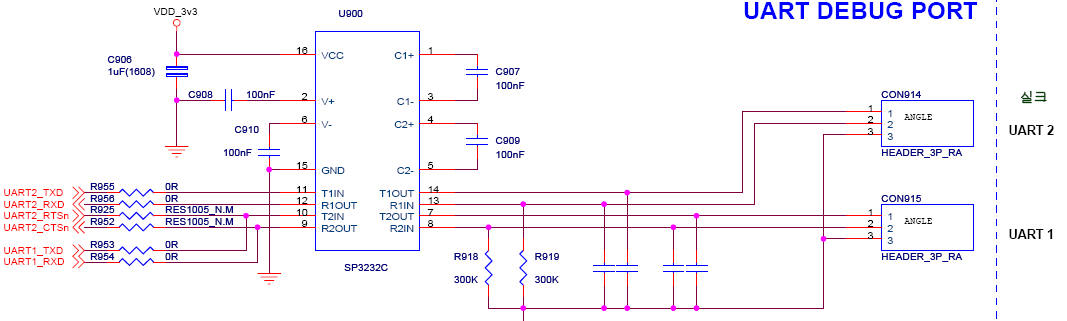 UART DEBUG PORT
VDD_3v3
U900
C906
1uF(1608)
16
VCC
C1+
1
C907
100nF
C908
100nF
2
V+
C1-
3
6
V-
C2+
4
C910
100nF
C909
100nF
15
GND
C2-
5
UART2_TXD
R955
0R
11
T1IN
T1OUT
14
UART2_RXD
R956
0R
12
R1OUT
R1IN
13
UART2_RTSn
R925
RES1005_N.M
10
T2IN
T2OUT
7
UART2_CTSn
R952
RES1005_N.M
9
R2OUT
R2IN
8
UART1_TXD
R953
0R
UART1_RXD
R954
0R
SP3232C
R918
300K
R919
300K
CON914
1
2
3
1
2
3
ANGLE
HEADER_3P_RA
실크
UART 2
CON915
1
2
3
1
2
3
ANGLE
HEADER_3P_RA
UART 1